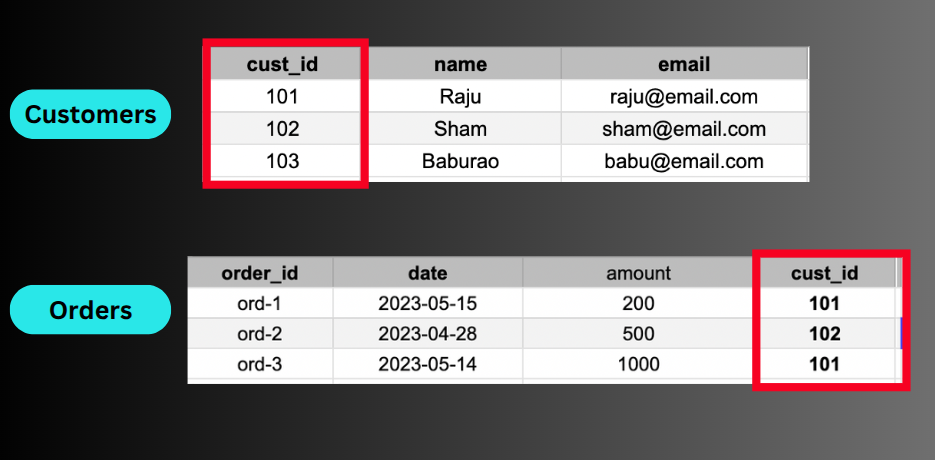 cust_id name email
Customers
101 Raju raju@email.com
102 Sham sham@email.com
103 Baburao babu@email.com
order_id date amount cust_id
Orders
ord-1 2023-05-15 200 101
ord-2 2023-04-28 500 102
ord-3 2023-05-14 1000 101